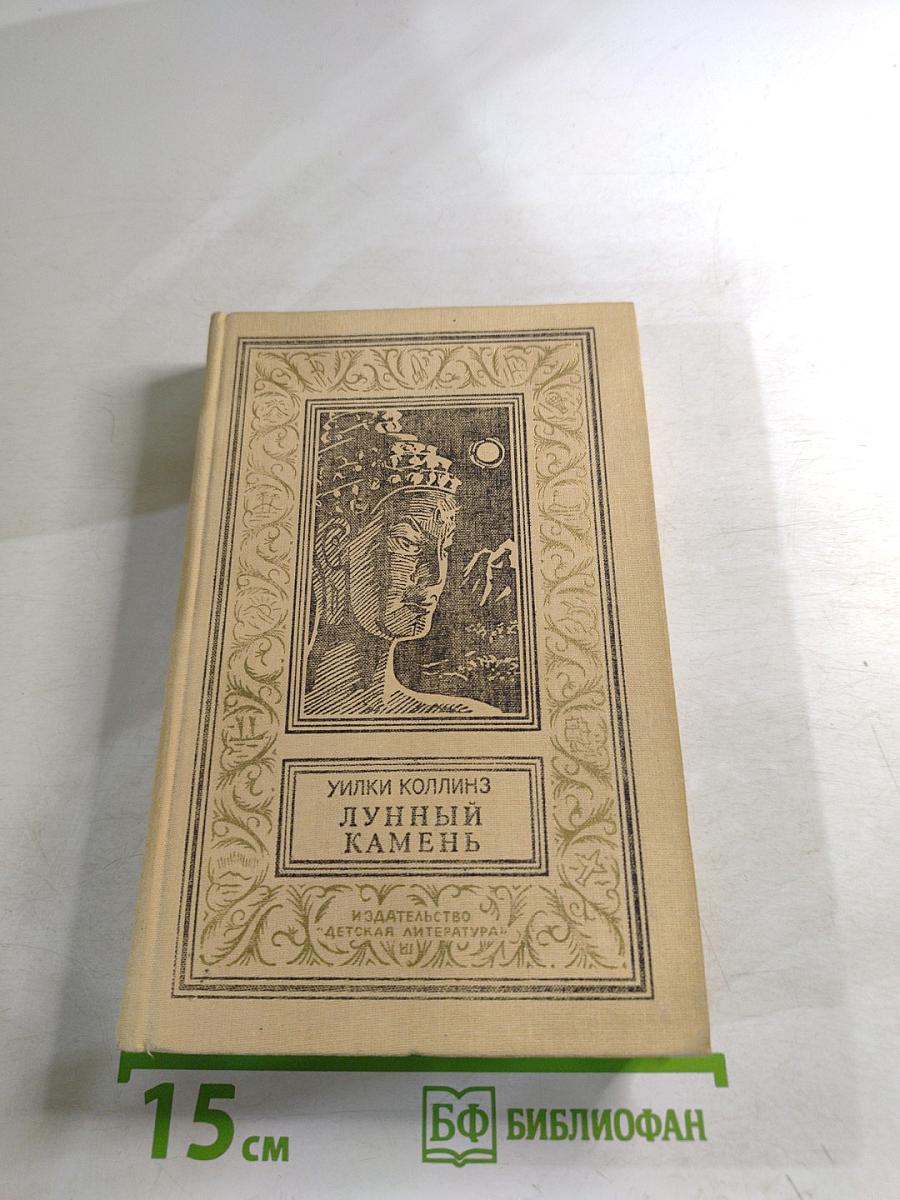 УИЛКИ КОЛЛИНЗ
ЛУННЫЙ
КАМЕНЬ
ИЗДАТЕЛЬСТВО
"ДЕТСКАЯ ЛИТЕРАТУРА"
15 см
БФ БИБЛИОФАН